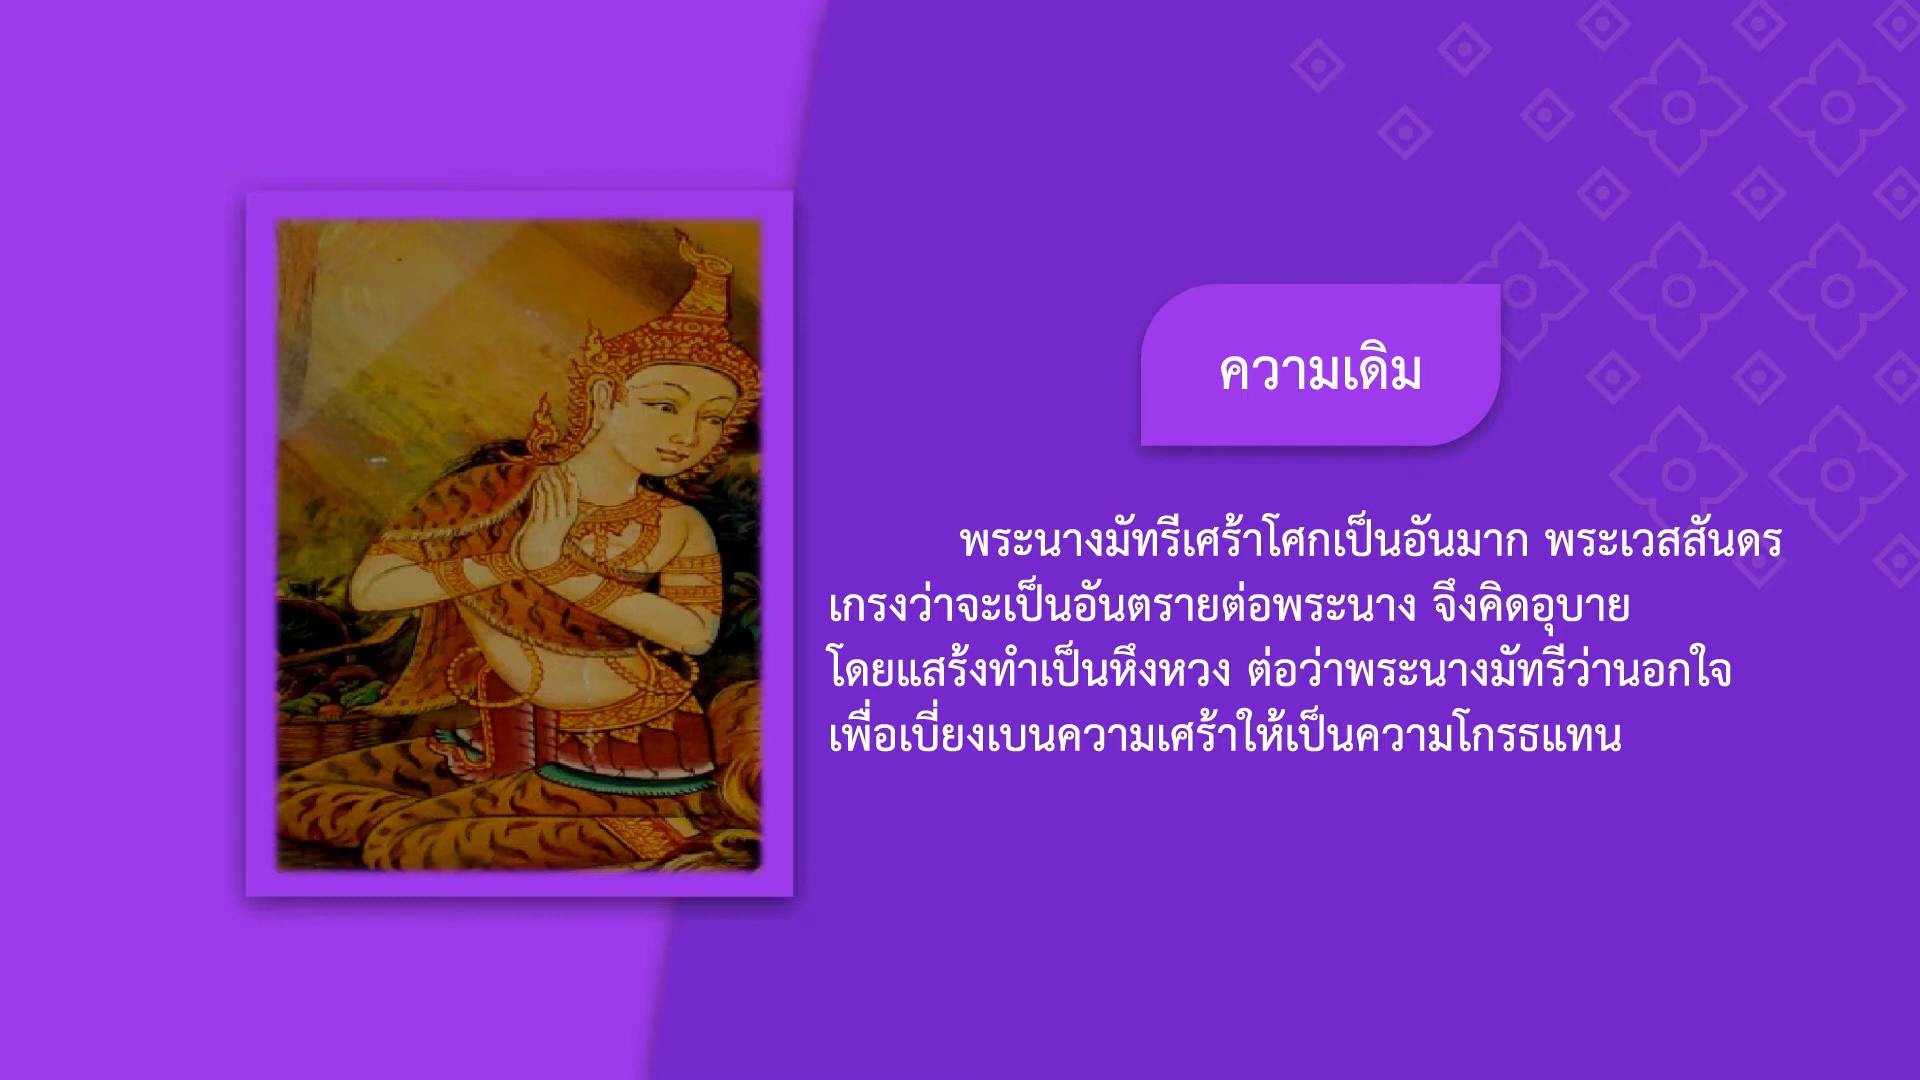 ความเดิม
พระนางมัทรีเศร้าโศกเป็นอันมาก พระเวสสันดร
เกรงว่าจะเป็นอันตรายต่อพระนาง จึงคิดอุบาย
โดยแสร้งทำเป็นหึงหวง ต่อว่าพระนางมัทรีว่านอกใจ
เพื่อเบี่ยงเบนความเศร้าให้เป็นความโกรธแทน